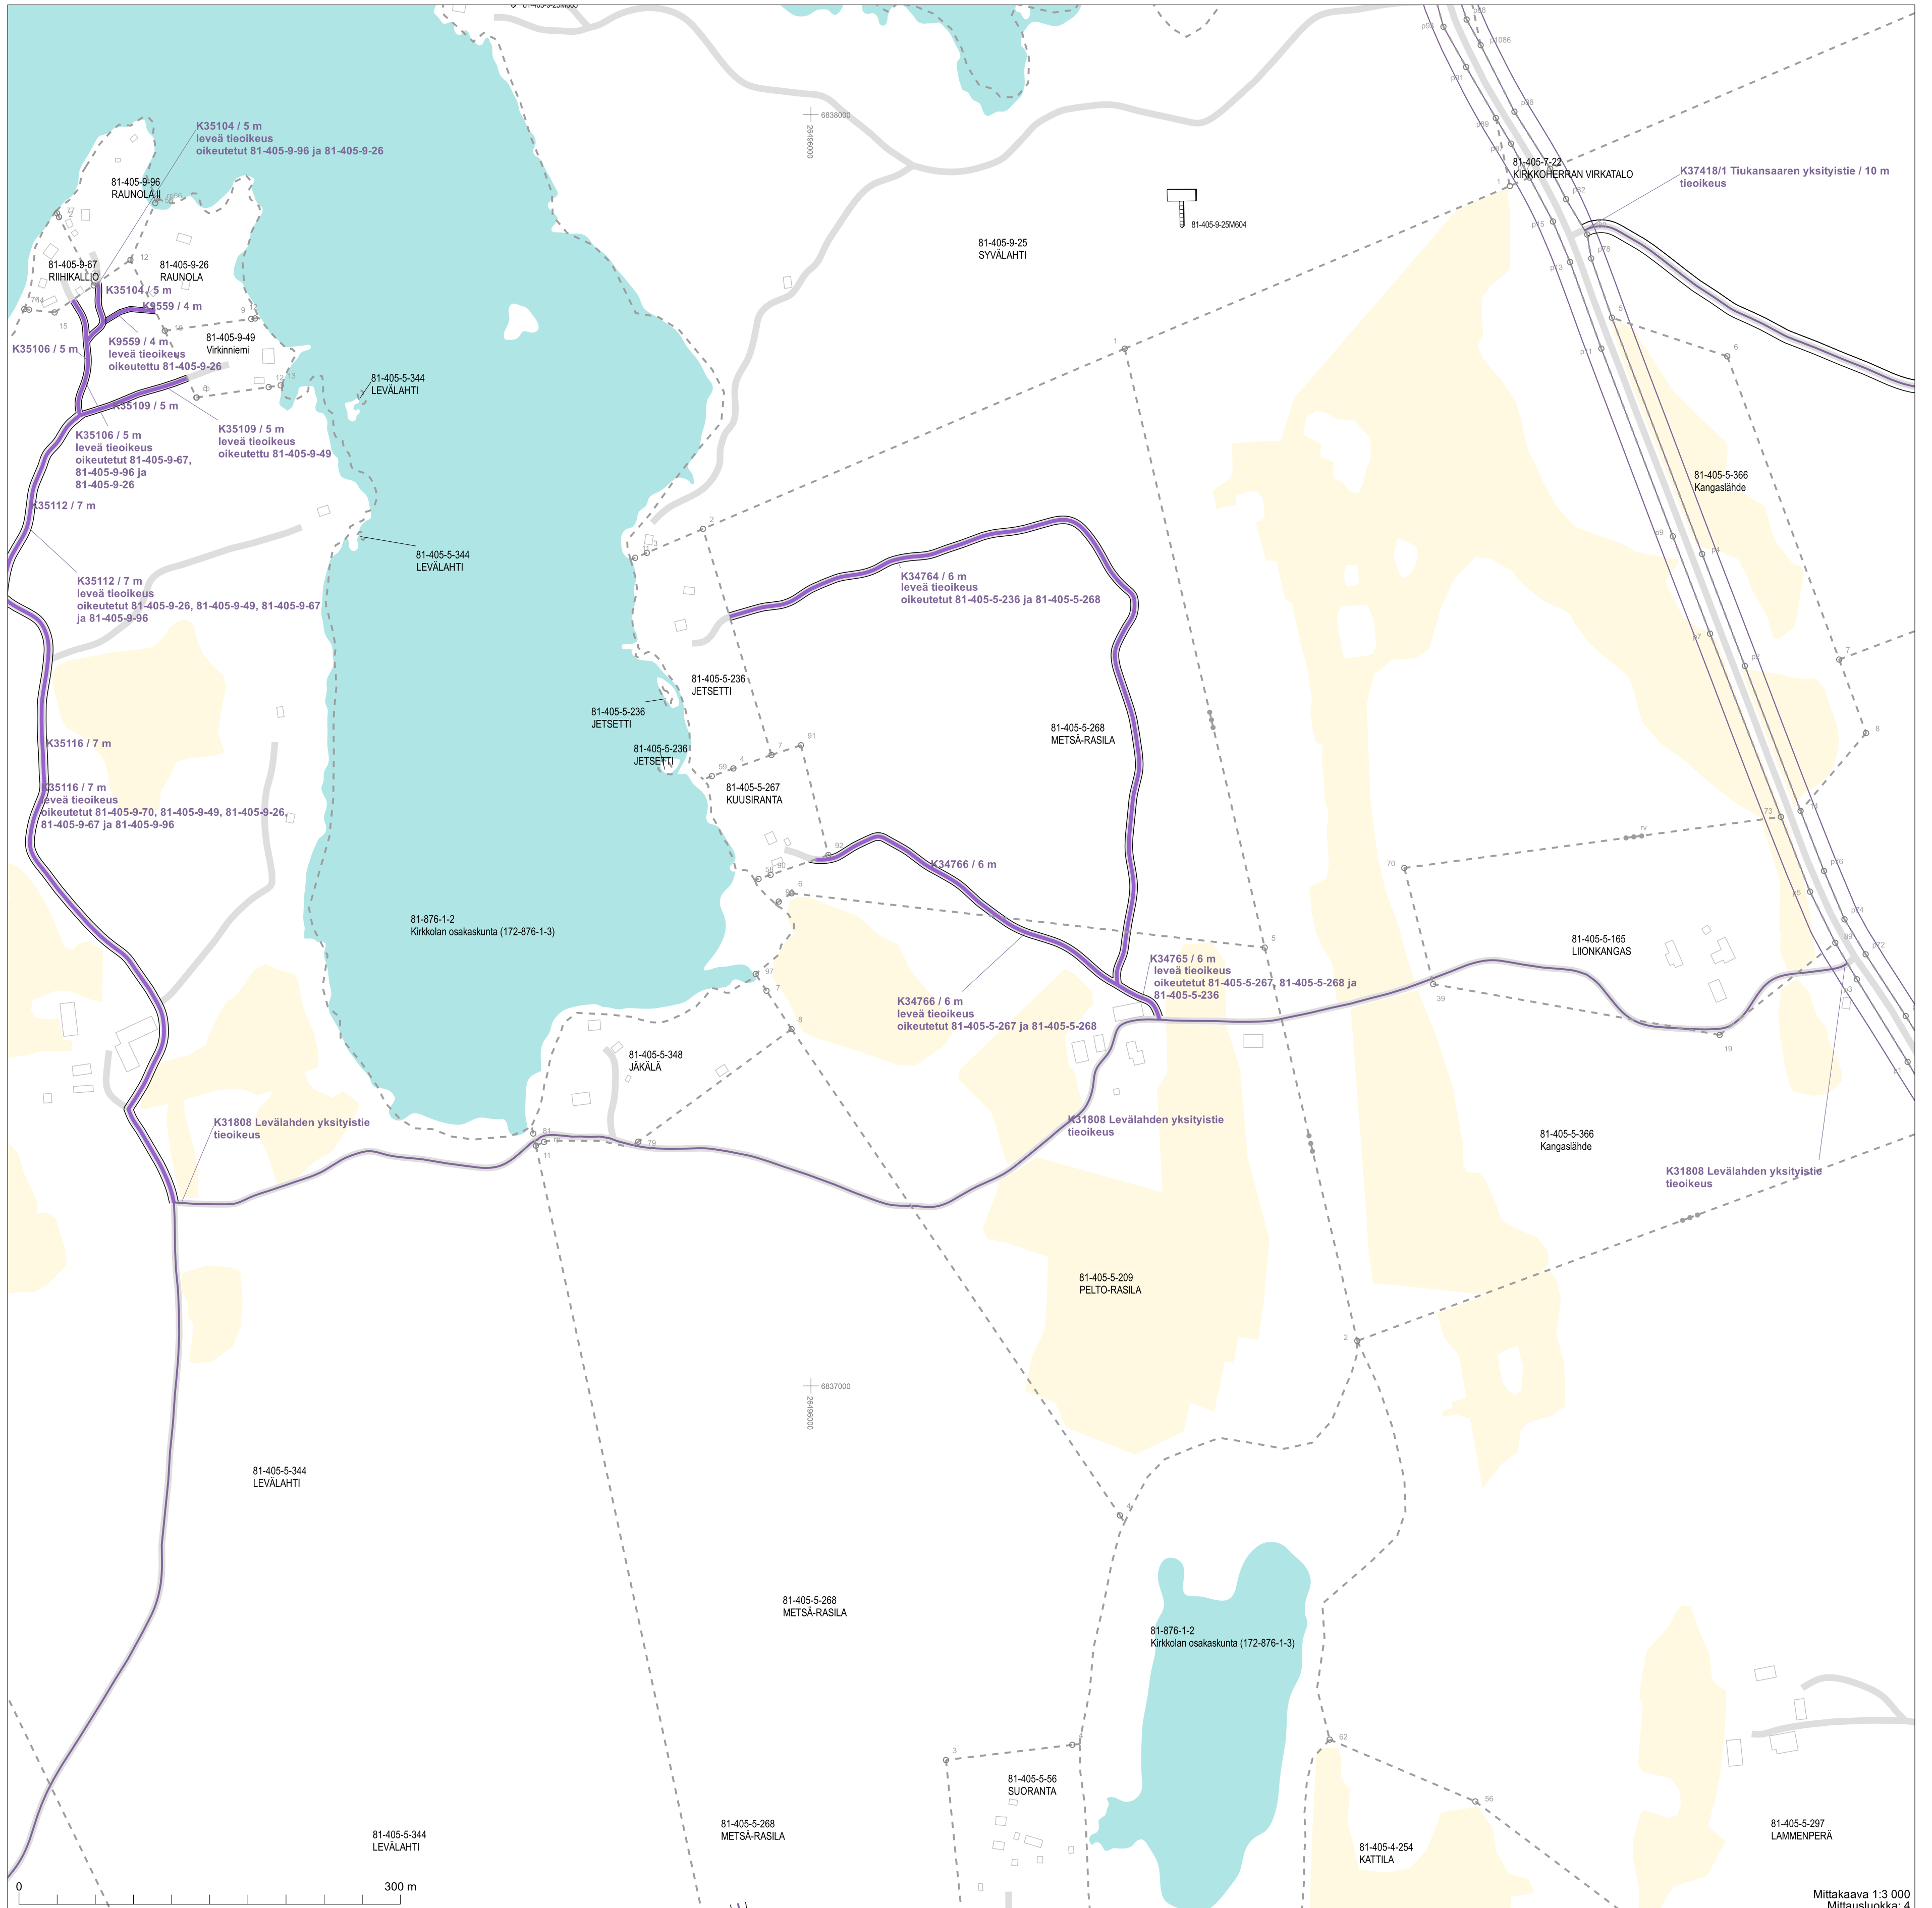 6838000
26496000
K35104 / 5 m
leveä tieoikeus
oikeutetut 81-405-9-96 ja 81-405-9-26
81-405-9-96
RAUNOLA II
81-405-9-67
RIIHIKALLIO
81-405-9-26
RAUNOLA
K35104 / 5 m
K9559 / 4 m
K9559 / 4 m
leveä tieoikeus
oikeutettu 81-405-9-26
K35106 / 5 m
81-405-9-49
Virkinniemi
K35109 / 5 m
K35109 / 5 m
leveä tieoikeus
oikeutettu 81-405-9-49
K35106 / 5 m
leveä tieoikeus
oikeutetut 81-405-9-67,
81-405-9-96 ja
81-405-9-26
K35112 / 7 m
K35112 / 7 m
leveä tieoikeus
oikeutetut 81-405-9-26, 81-405-9-49, 81-405-9-67
ja 81-405-9-96
81-405-5-344
LEVÄLAHTI
81-405-5-344
LEVÄLAHTI
81-405-9-25
SYVÄLAHTI
81-405-9-25M604
81-405-7-22
KIRKKOHERRAN VIRKATALO
K37418/1 Tiukansaaren yksityistie / 10 m
tieoikeus
81-405-5-366
Kangaslähde
K34764 / 6 m
leveä tieoikeus
oikeutetut 81-405-5-236 ja 81-405-5-268
81-405-5-236
JETSETTI
81-405-5-236
JETSETTI
81-405-5-236
JETSETTI
81-405-5-268
METSÄ-RASILA
81-405-5-267
KUUSIRANTA
K35116 / 7 m
K35116 / 7 m
leveä tieoikeus
oikeutetut 81-405-9-70, 81-405-9-49, 81-405-9-26,
81-405-9-67 ja 81-405-9-96
K34766 / 6 m
81-876-1-2
Kirkkolan osakaskunta (172-876-1-3)
81-405-5-165
LIIONKANGAS
K34765 / 6 m
leveä tieoikeus
oikeutetut 81-405-5-267, 81-405-5-268 ja
81-405-5-236
K34766 / 6 m
leveä tieoikeus
oikeutetut 81-405-5-267 ja 81-405-5-268
81-405-5-348
JÄKÄLÄ
K31808 Levälahden yksityistie
tieoikeus
K31808 Levälahden yksityistie
tieoikeus
81-405-5-366
Kangaslähde
K31808 Levälahden yksityistie
tieoikeus
81-405-5-209
PELTO-RASILA
6837000
26496000
81-405-5-344
LEVÄLAHTI
81-405-5-268
METSÄ-RASILA
81-876-1-2
Kirkkolan osakaskunta (172-876-1-3)
81-405-5-56
SUORANTA
81-405-5-344
LEVÄLAHTI
81-405-5-268
METSÄ-RASILA
81-405-4-254
KATTILA
81-405-5-297
LAMMENPERÄ
0
300 m
Mittakaava 1:3 000
Mittausluokka: 4